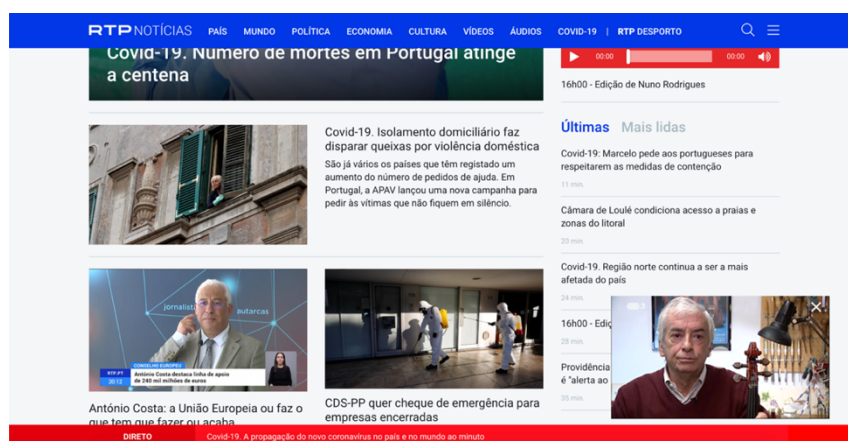 RTP NOTÍCIAS PAÍS MUNDO POLÍTICA ECONOMIA CULTURA VÍDEOS ÁUDIOS COVID-19 | RTP DESPORTO
Covid-19. Número de mortes em Portugal atinge
a centena
00:00 00:00
16h00 - Edição de Nuno Rodrigues
Covid-19. Isolamento domiciliário faz
disparar queixas por violência doméstica
São já vários os países que têm registado um
aumento do número de pedidos de ajuda. Em
Portugal, a APAV lançou uma nova campanha para
pedir às vítimas que não fiquem em silêncio.
Últimas Mais lidas
Covid-19: Marcelo pede aos portugueses para
respeitarem as medidas de contenção
11 min.
Câmara de Loulé condiciona acesso a praias e
zonas do litoral
20 min.
Covid-19. Região norte continua a ser a mais
afetada do país
24 min.
16h00 - Ediç
28 min.
Providência
é "alerta ao
35 min.
jornalista
autarcas
CONSELHO EUROPEU
RTP.PT António Costa destaca linha de apoio
20:12 de 240 mil milhões de euros
António Costa: a União Europeia ou faz o
que tem que fazer ou acaba
CDS-PP quer cheque de emergência para
empresas encerradas
DIRETO Covid-19. A propagação do novo coronavírus no país e no mundo ao minuto